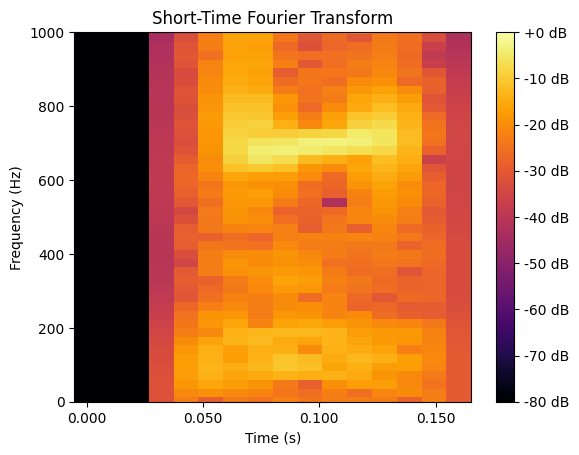 Short-Time Fourier Transform
1000
800
600
400
200
0
Frequency (Hz)
0.000
0.050
0.100
0.150
Time (s)
+0 dB
-10 dB
-20 dB
-30 dB
-40 dB
-50 dB
-60 dB
-70 dB
-80 dB